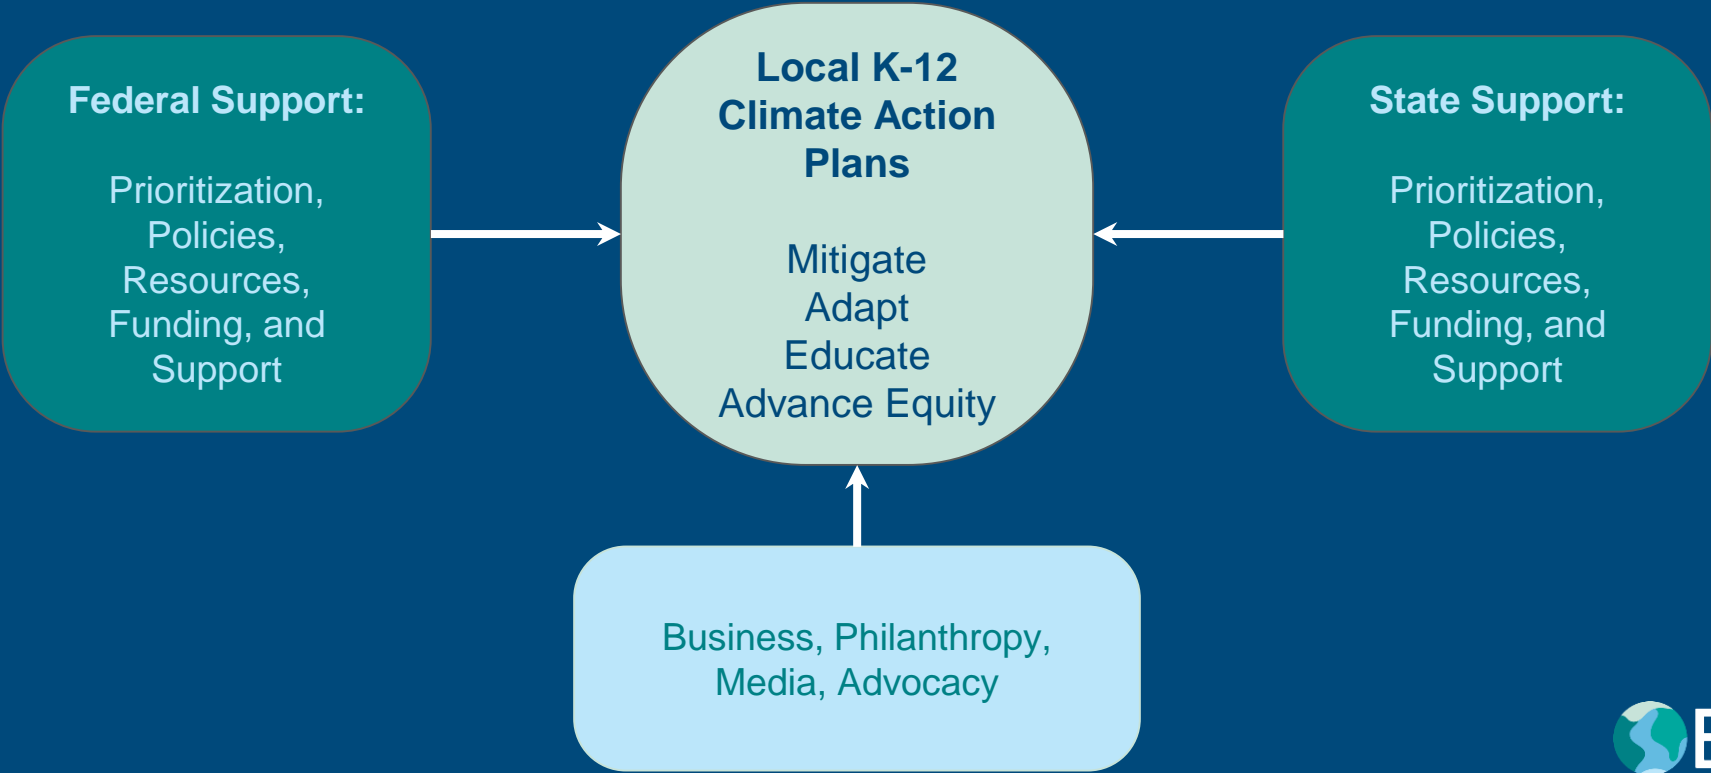 Federal Support:
Prioritization,
Policies,
Resources,
Funding, and
Support
Local K-12
Climate Action
Plans
Mitigate
Adapt
Educate
Advance Equity
State Support:
Prioritization,
Policies,
Resources,
Funding, and
Support
Business, Philanthropy,
Media, Advocacy